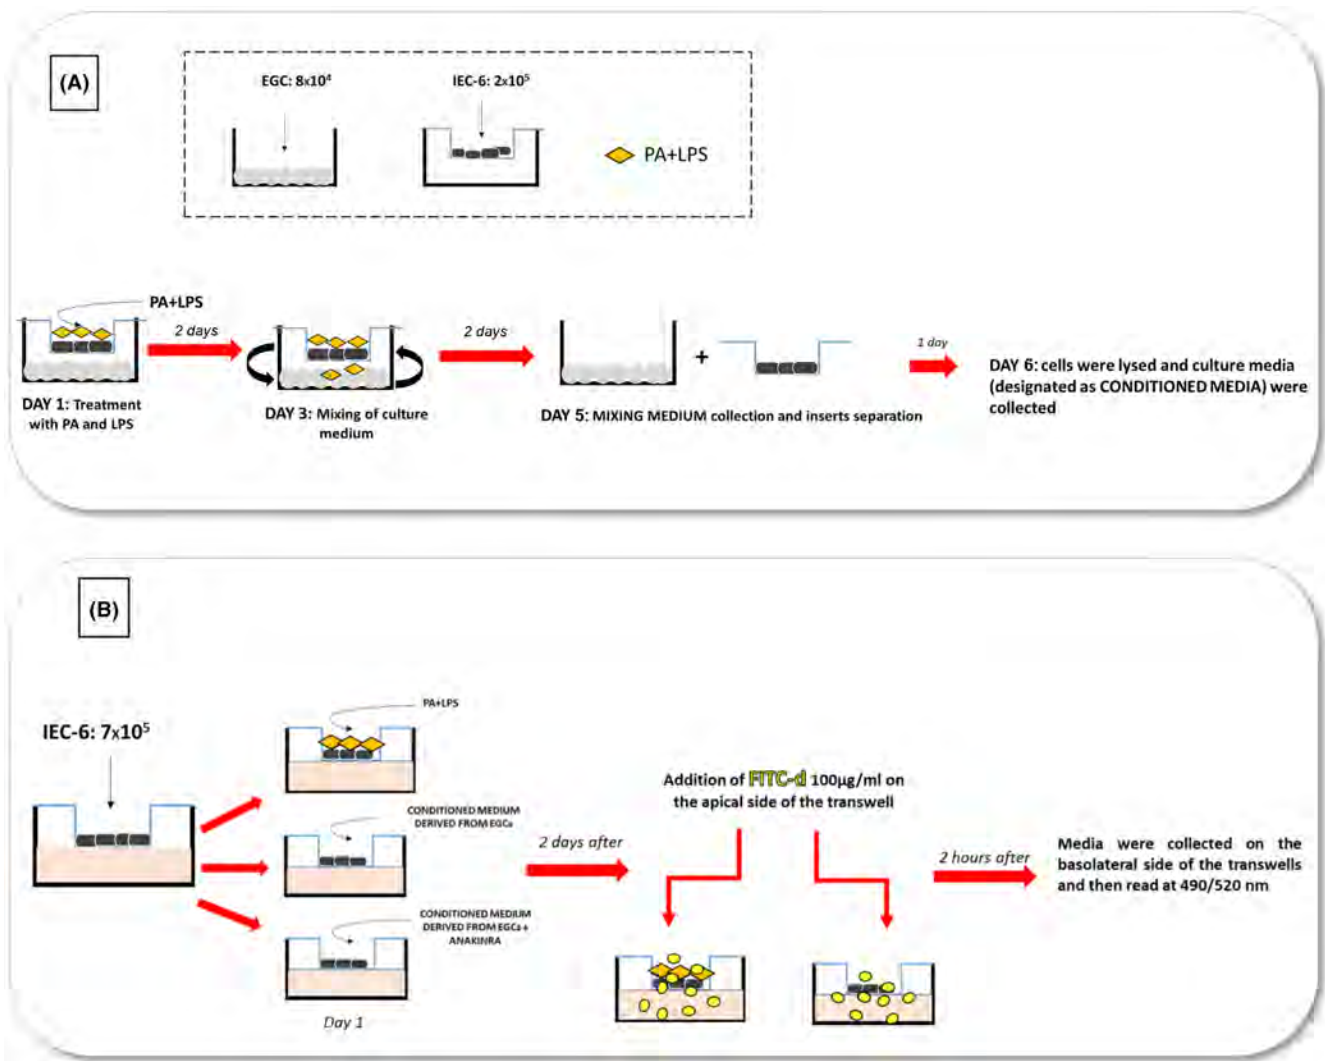 (A)
EGC: 8x10⁴
IEC-6: 2x10⁵
PA+LPS
PA+LPS
2 days
2 days
1 day
+
DAY 1: Treatment
with PA and LPS
DAY 3: Mixing of culture
medium
DAY 5: MIXING MEDIUM collection and inserts separation
DAY 6: cells were lysed and culture media
(designated as CONDITIONED MEDIA) were
collected
(B)
IEC-6: 7x10⁵
PA+LPS
CONDITIONED MEDIUM
DERIVED FROM EGCs
CONDITIONED MEDIUM
DERIVED FROM EGCs +
ANAKINRA
Day 1
2 days after
Addition of FITC-d 100µg/ml on
the apical side of the transwell
2 hours after
Media were collected on the
basolateral side of the transwells
and then read at 490/520 nm